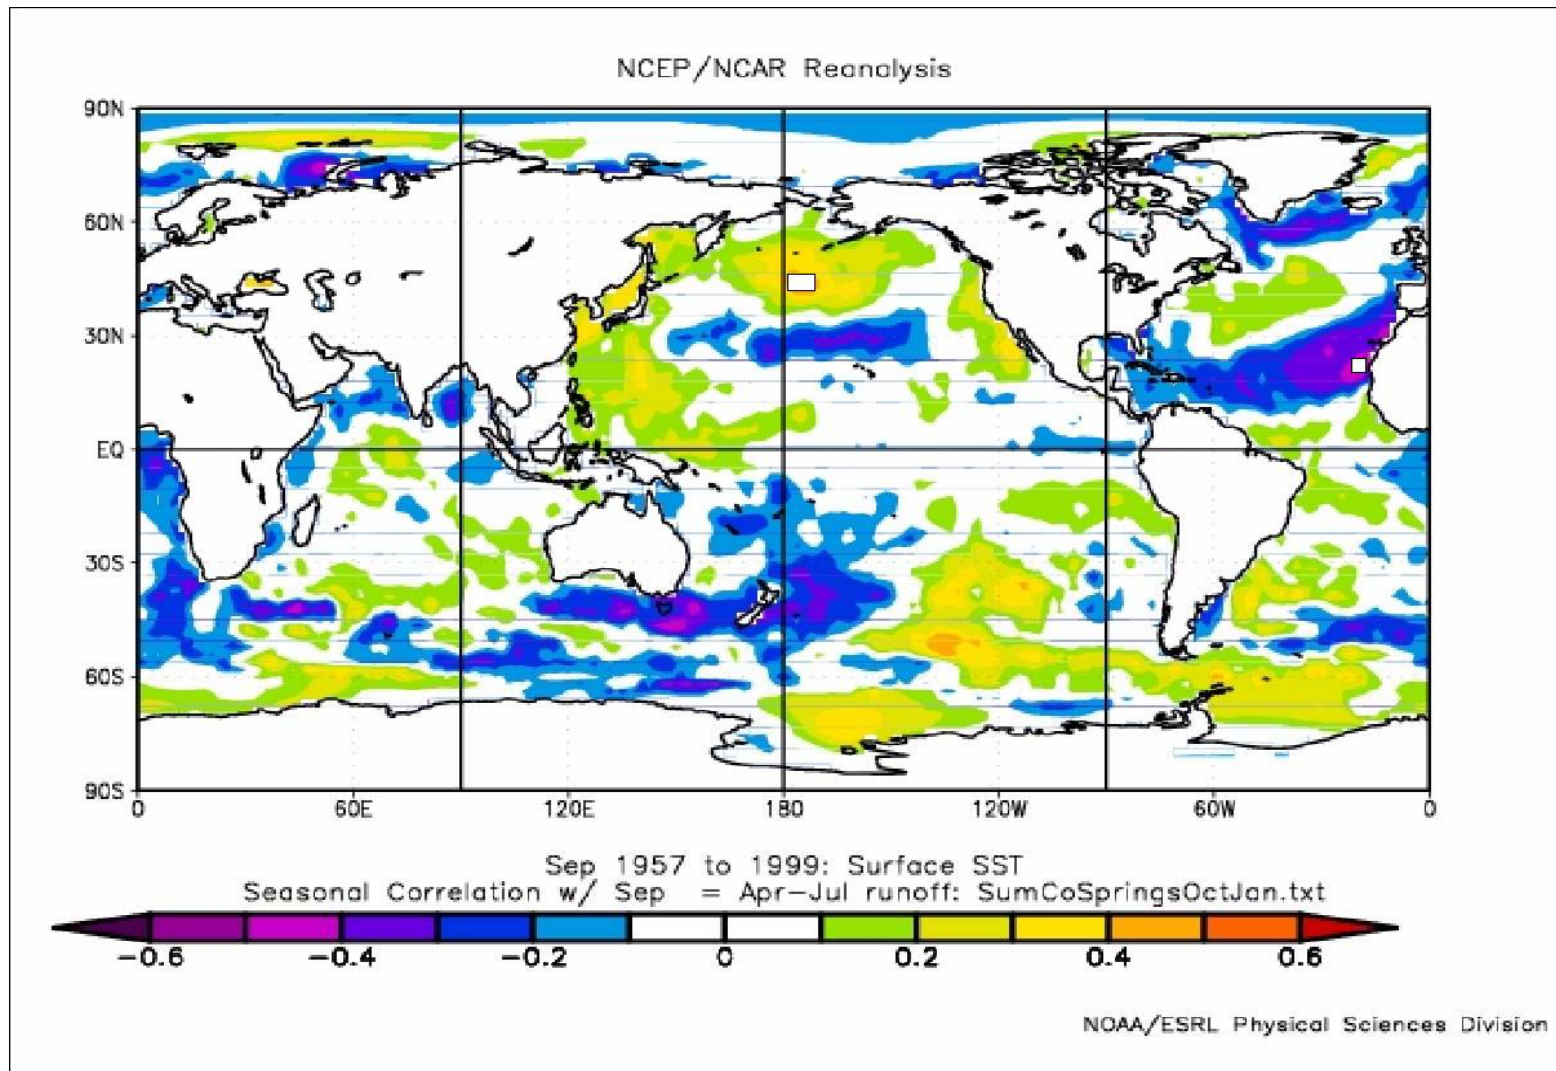 NCEP/NCAR Reanalysis
90N
60N
30N
EQ
30S
60S
90S
0 60E 120E 180 120W 60W 0
Sep 1957 to 1999: Surface SST
Seasonal Correlation w/ Sep = Apr-Jul runoff: SumCoSpringsOctJan.txt
-0.6 -0.4 -0.2 0 0.2 0.4 0.6
NOAA/ESRL Physical Sciences Division